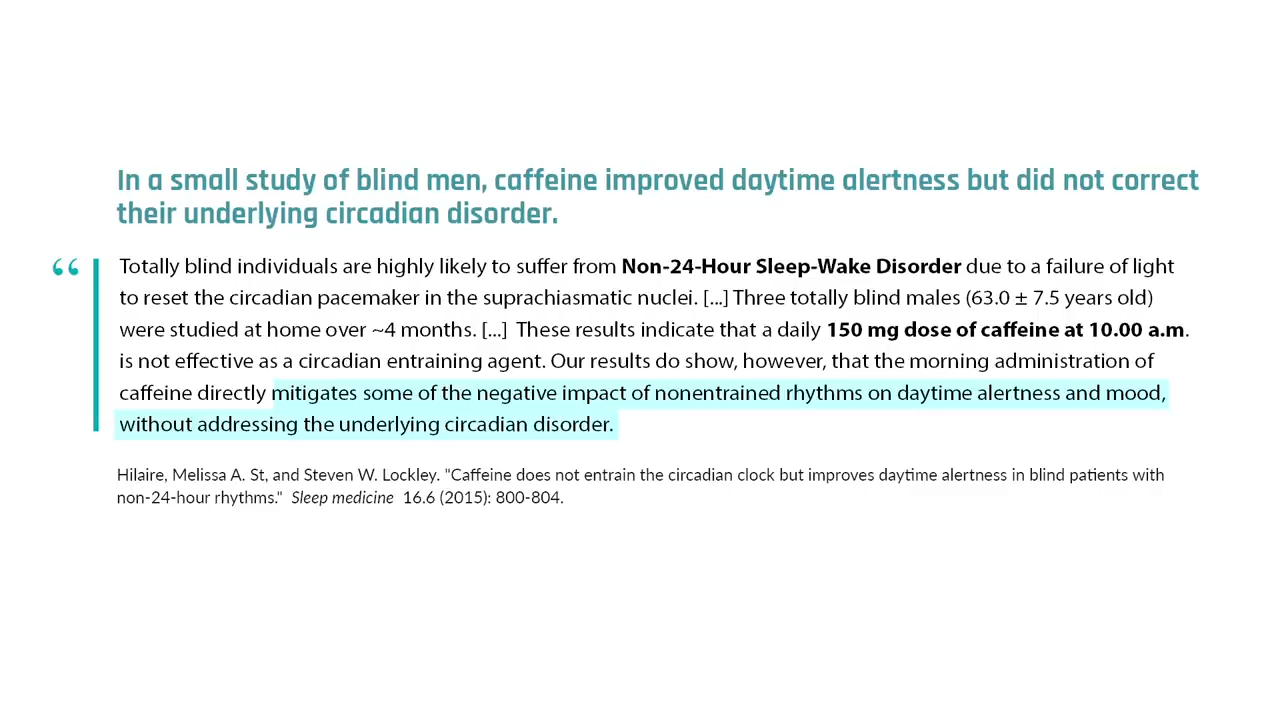 In a small study of blind men, caffeine improved daytime alertness but did not correct
their underlying circadian disorder.
“ Totally blind individuals are highly likely to suffer from Non-24-Hour Sleep-Wake Disorder due to a failure of light
to reset the circadian pacemaker in the suprachiasmatic nuclei. [...] Three totally blind males (63.0 ± 7.5 years old)
were studied at home over ~4 months. [...] These results indicate that a daily 150 mg dose of caffeine at 10.00 a.m.
is not effective as a circadian entraining agent. Our results do show, however, that the morning administration of
caffeine directly mitigates some of the negative impact of nonentrained rhythms on daytime alertness and mood,
without addressing the underlying circadian disorder.
Hilaire, Melissa A. St, and Steven W. Lockley. "Caffeine does not entrain the circadian clock but improves daytime alertness in blind patients with
non-24-hour rhythms." Sleep medicine 16.6 (2015): 800-804.